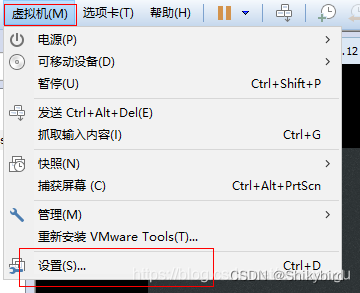 虚拟机(M) 选项卡(T) 帮助(H)
电源(P)
.12
可移动设备(D)
暂停(U) Ctrl+Shift+P
发送 Ctrl+Alt+Del(E)
抓取输入内容(I) Ctrl+G
快照(N)
捕获屏幕 (C) Ctrl+Alt+PrtScn
管理(M)
重新安装 VMware Tools(T)...
设置(S)... Ctrl+D
CSDN @Shikybird